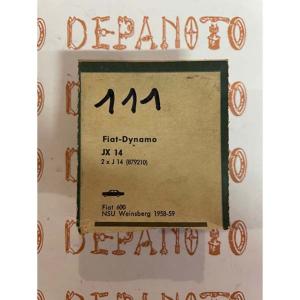 DEPANOTO
111
Fiat-Dynamo
JX 14
2 x J 14 (879210)
Fiat 600
NSU Weinsberg 1958-59
DEPANOTO